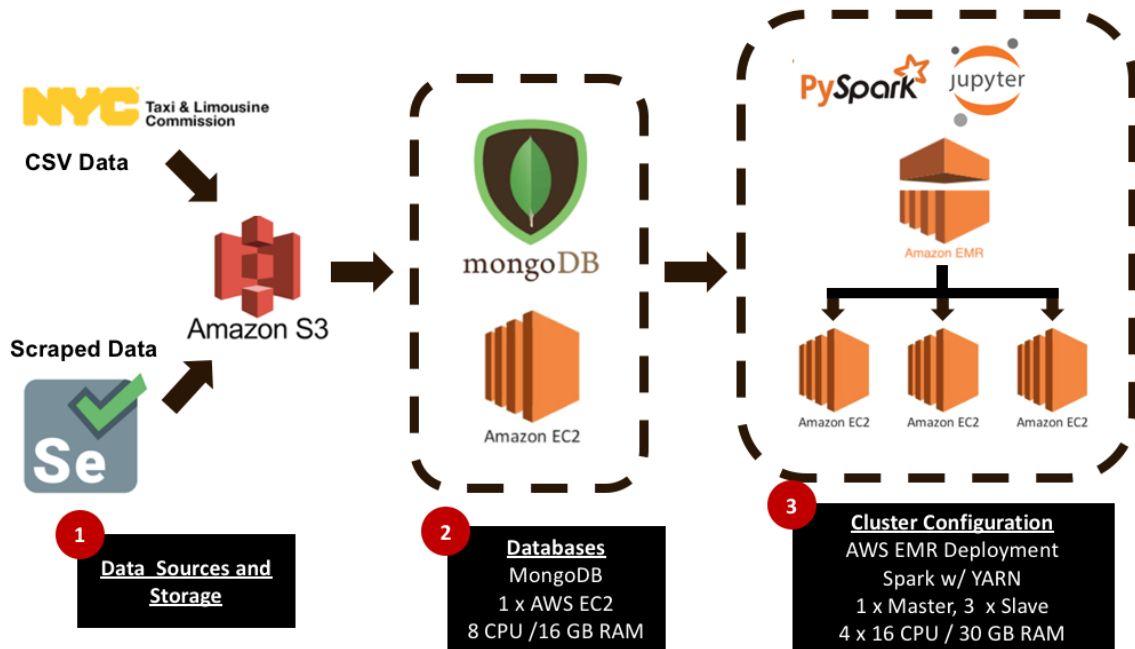 NYC Taxi & Limousine
Commission
CSV Data
Amazon S3
Scraped Data
Se
1
Data Sources and
Storage
mongoDB
Amazon EC2
2
Databases
MongoDB
1 x AWS EC2
8 CPU /16 GB RAM
PySpark
jupyter
Amazon EMR
Amazon EC2
Amazon EC2
Amazon EC2
3
Cluster Configuration
AWS EMR Deployment
Spark w/ YARN
1 x Master, 3 x Slave
4 x 16 CPU / 30 GB RAM